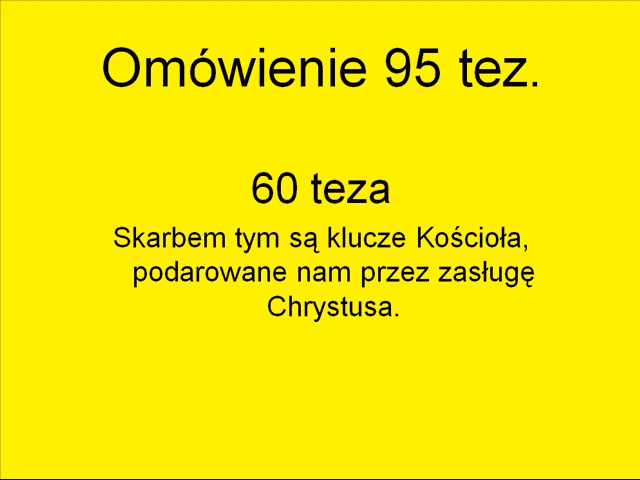 Omówienie 95 tez.
60 teza
Skarbem tym są klucze Kościoła,
podarowane nam przez zasługę
Chrystusa.